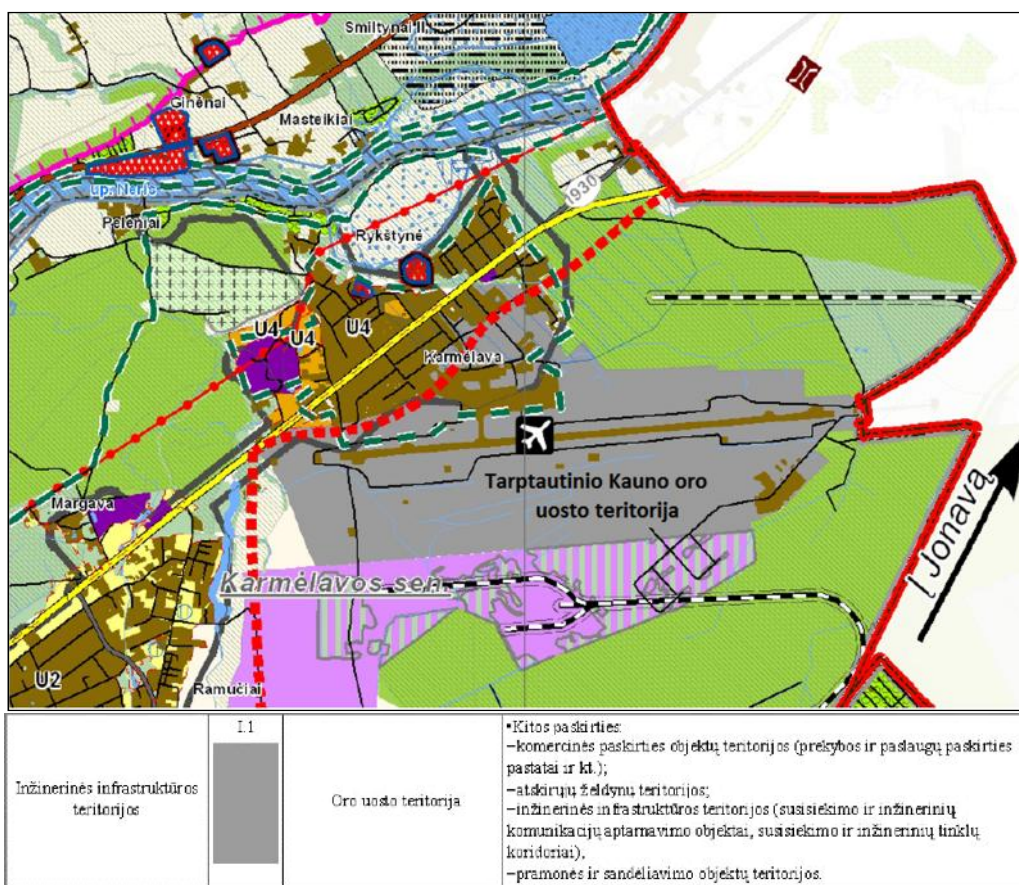 Smiltynai II
Ginėnai
Masteikiai
up. Neris
Peleniai
1930
Rykštynė
U4
U4
U4
Karmėlava
Tarptautinio Kauno oro
uosto teritorija
Margava
Į Jonavą
Karmėlavos sen.
U2
Ramučiai
Inžinerinės infrastruktūros
teritorijos
I.1
Oro uosto teritorija
•Kitos paskirties:
–komercinės paskirties objektų teritorijos (prekybos ir paslaugų paskirties
pastatai ir kt.);
–atskirųjų želdynų teritorijos;
–inžinerinės infrastruktūros teritorijos (susisiekimo ir inžinerinių
komunikacijų aptarnavimo objektai, susisiekimo ir inžinerinių tinklų
koridoriai),
–pramonės ir sandėliavimo objektų teritorijos.